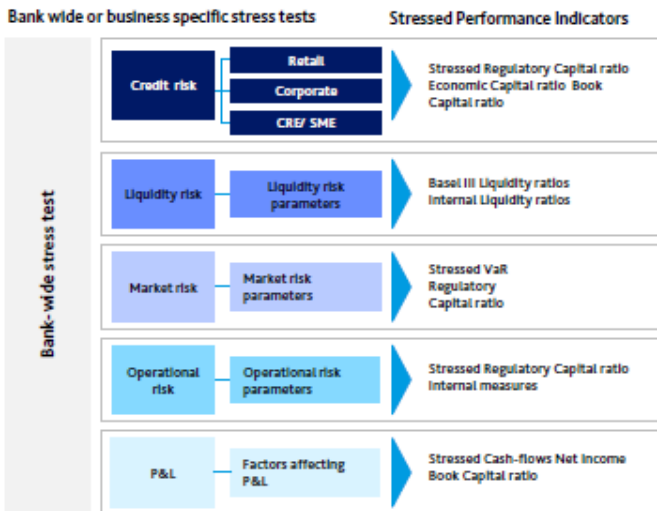 Bank wide or business specific stress tests
Stressed Performance Indicators
Bank-wide stress test
Credit risk
Retail
Corporate
CRE/ SME
Stressed Regulatory Capital ratio
Economic Capital ratio Book
Capital ratio
Liquidity risk
Liquidity risk
parameters
Basel III Liquidity ratios
Internal Liquidity ratios
Market risk
Market risk
parameters
Stressed VaR
Regulatory
Capital ratio
Operational
risk
Operational risk
parameters
Stressed Regulatory Capital ratio
Internal measures
P&L
Factors affecting
P&L
Stressed Cash-flows Net Income
Book Capital ratio